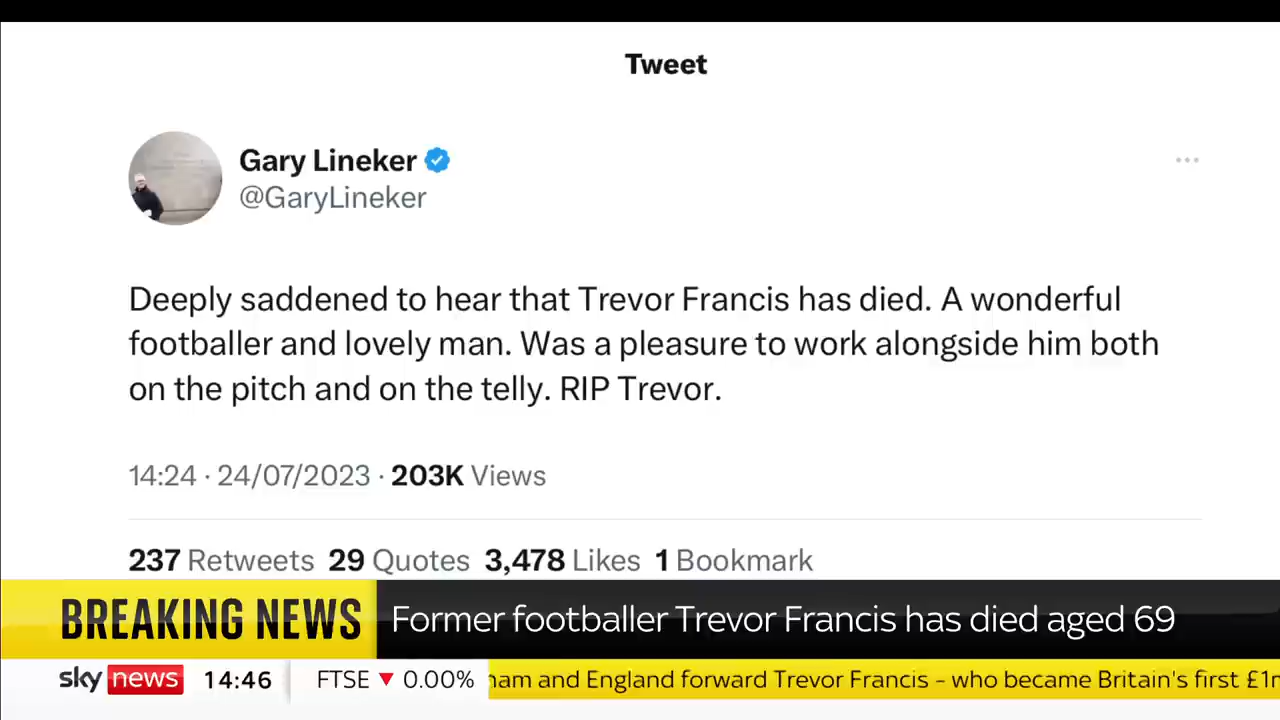 Tweet
Gary Lineker
@GaryLineker
Deeply saddened to hear that Trevor Francis has died. A wonderful
footballer and lovely man. Was a pleasure to work alongside him both
on the pitch and on the telly. RIP Trevor.
14:24 · 24/07/2023 · 203K Views
237 Retweets 29 Quotes 3,478 Likes 1 Bookmark
BREAKING NEWS
Former footballer Trevor Francis has died aged 69
sky news 14:46 FTSE ▼ 0.00% and England forward Trevor Francis – who became Britain's first